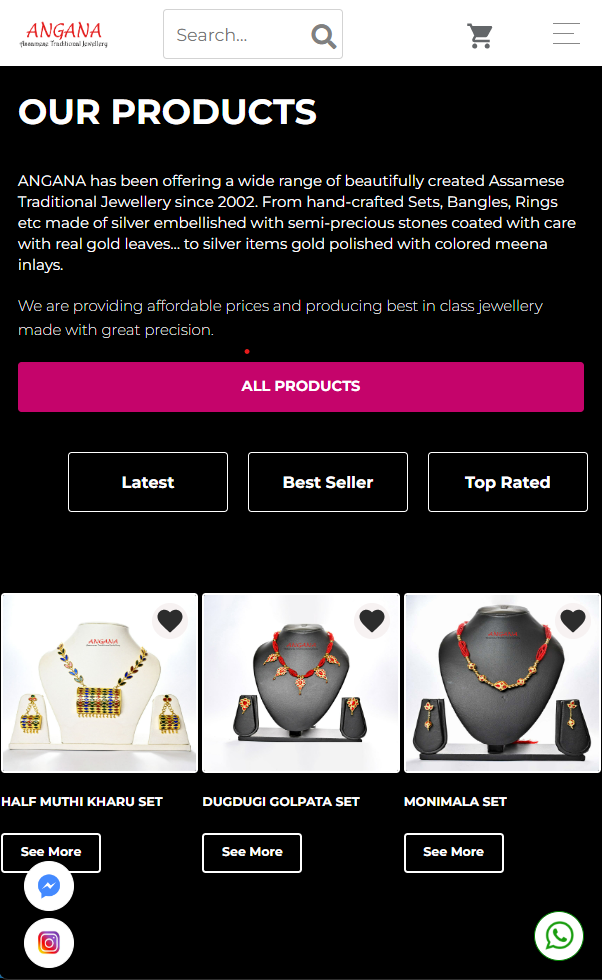 ANGANA
Assamese Traditional Jewellery
Search...
OUR PRODUCTS
ANGANA has been offering a wide range of beautifully created Assamese
Traditional Jewellery since 2002. From hand-crafted Sets, Bangles, Rings
etc made of silver embellished with semi-precious stones coated with care
with real gold leaves... to silver items gold polished with colored meena
inlays.
We are providing affordable prices and producing best in class jewellery
made with great precision.
ALL PRODUCTS
Latest Best Seller Top Rated
ANGANA ANGANA ANGANA
HALF MUTHI KHARU SET DUGDUGI GOLPATA SET MONIMALA SET
See More See More See More